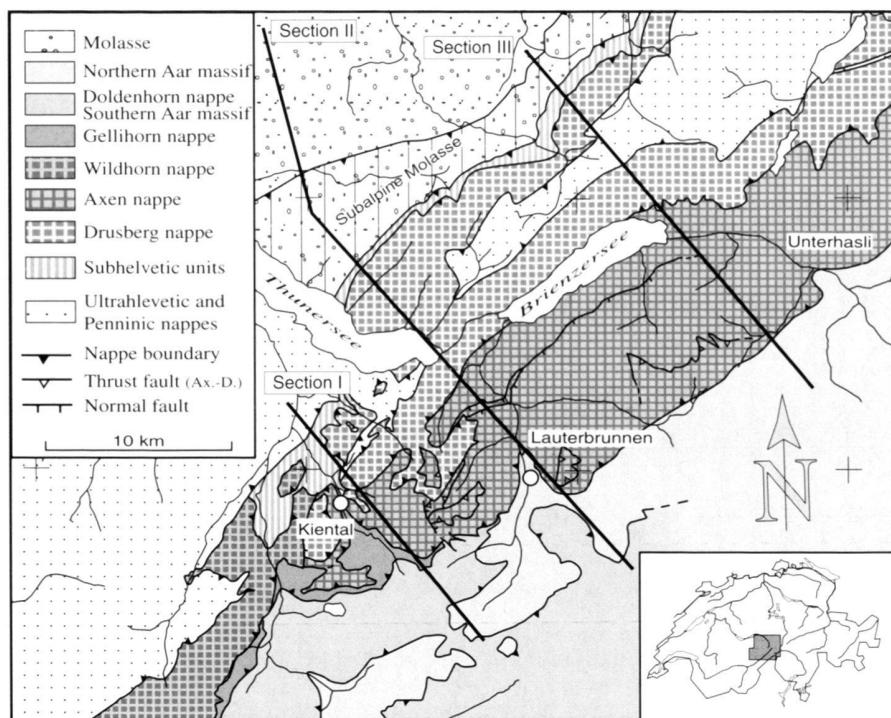 Molasse
Northern Aar massif
Doldenhorn nappe
Southern Aar massif
Gellihorn nappe
Wildhorn nappe
Axen nappe
Drusberg nappe
Subhelvetic units
Ultrahlevetic and
Penninic nappes
Nappe boundary
Thrust fault (Ax.-D.)
Normal fault
10 km
Section II
Section III
Subalpine Molasse
Unterhasli
Thunersee
Brienzersee
Section I
Lauterbrunnen
Kiental
N